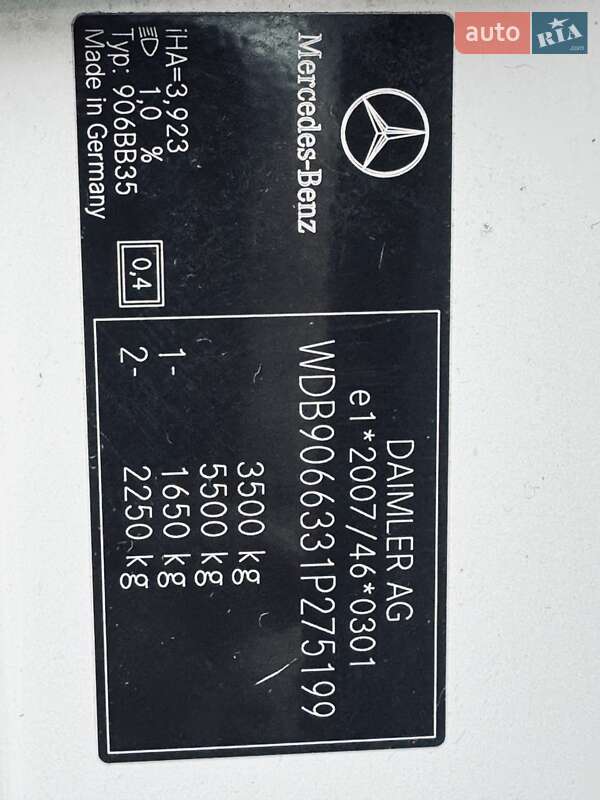 auto RIA .com
Mercedes-Benz
iHA=3,923
1,0 %
Typ: 906BB35
Made in Germany
0,4
DAIMLER AG
e1*2007/46*0301
WDB9066331P275199
3500 kg
5500 kg
1- 1650 kg
2- 2250 kg